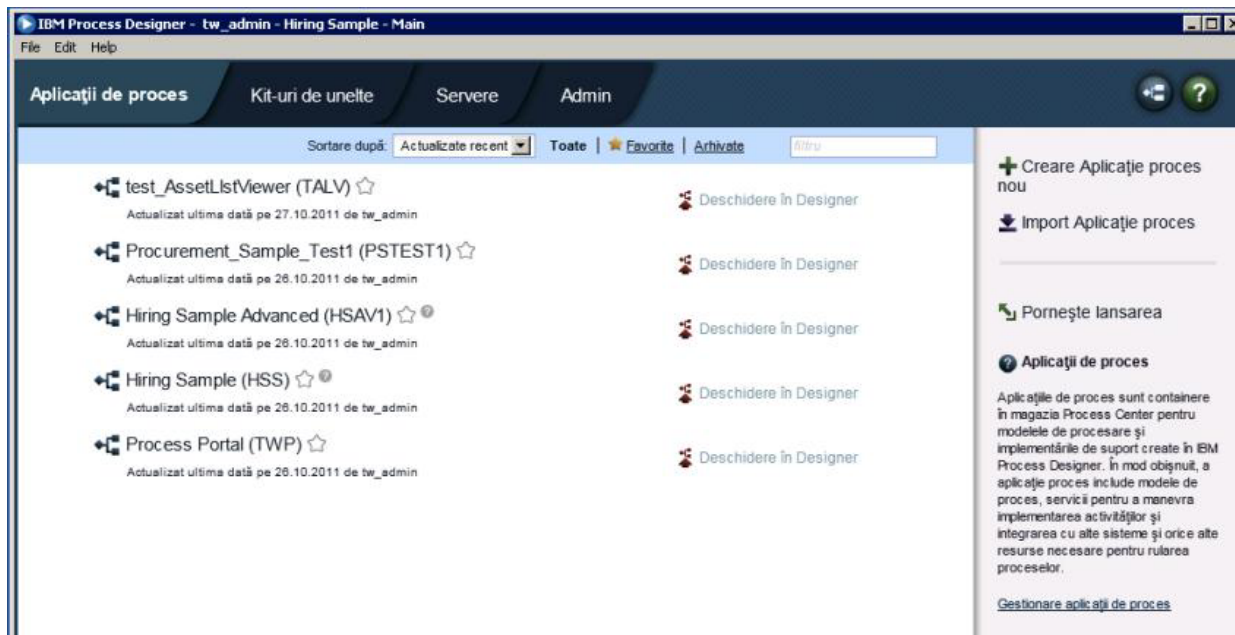 IBM Process Designer - tw_admin - Hiring Sample - Main
File Edit Help
Aplicaţii de proces Kit-uri de unelte Servere Admin
Sortare după: Actualizate recent Toate | Favorite | Arhivate filtru
test_AssetLIstViewer (TALV) Deschidere în Designer
Actualizat ultima dată pe 27.10.2011 de tw_admin
Procurement_Sample_Test1 (PSTEST1) Deschidere în Designer
Actualizat ultima dată pe 26.10.2011 de tw_admin
Hiring Sample Advanced (HSAV1) Deschidere în Designer
Actualizat ultima dată pe 26.10.2011 de tw_admin
Hiring Sample (HSS) Deschidere în Designer
Actualizat ultima dată pe 26.10.2011 de tw_admin
Process Portal (TWP) Deschidere în Designer
Actualizat ultima dată pe 26.10.2011 de tw_admin
Creare Aplicaţie proces
nou
Import Aplicaţie proces
Porneşte lansarea
Aplicaţii de proces
Aplicaţiile de proces sunt containere
în magazia Process Center pentru
modelele de procesare şi
implementările de suport create în IBM
Process Designer. În mod obişnuit, a
aplicaţie proces include modele de
proces, servicii pentru a manevra
implementarea activităţilor şi
integrarea cu alte sisteme şi orice alte
resurse necesare pentru rularea
proceselor.
Gestionare aplicaţii de proces